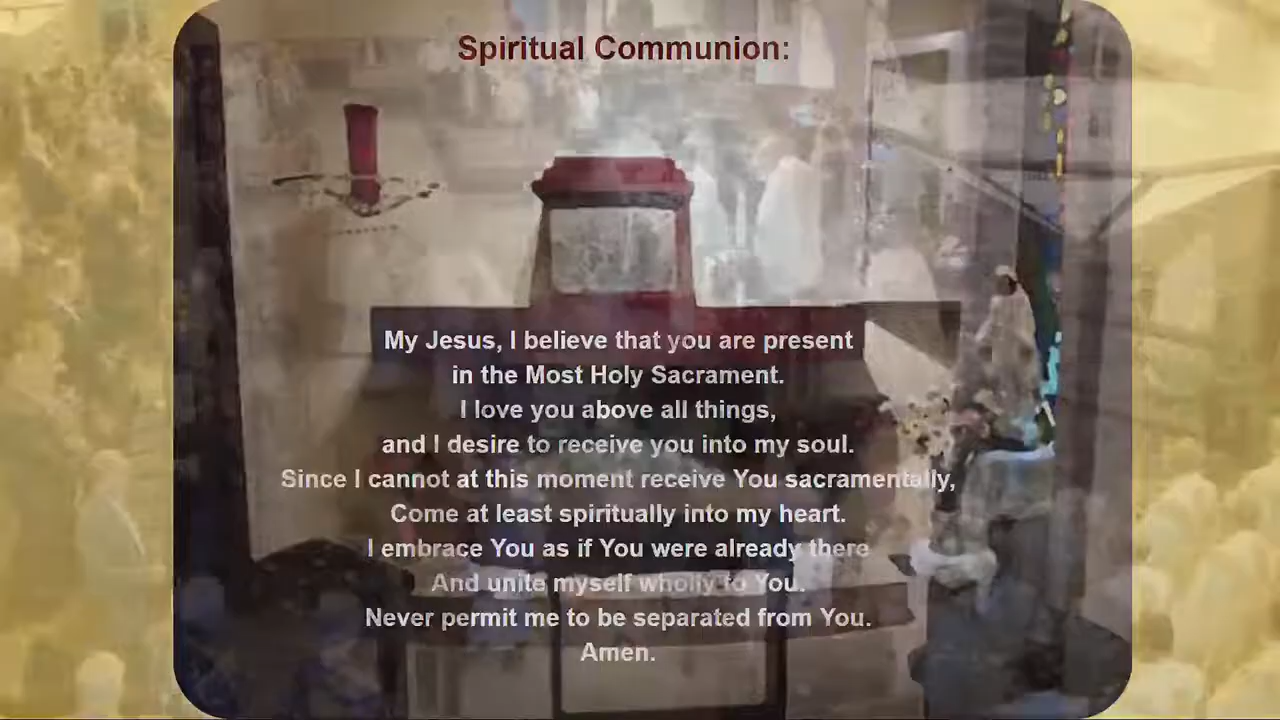 Spiritual Communion:
My Jesus, I believe that you are present
in the Most Holy Sacrament.
I love you above all things,
and I desire to receive you into my soul.
Since I cannot at this moment receive You sacramentally,
Come at least spiritually into my heart.
I embrace You as if You were already there
And unite myself wholly to You.
Never permit me to be separated from You.
Amen.